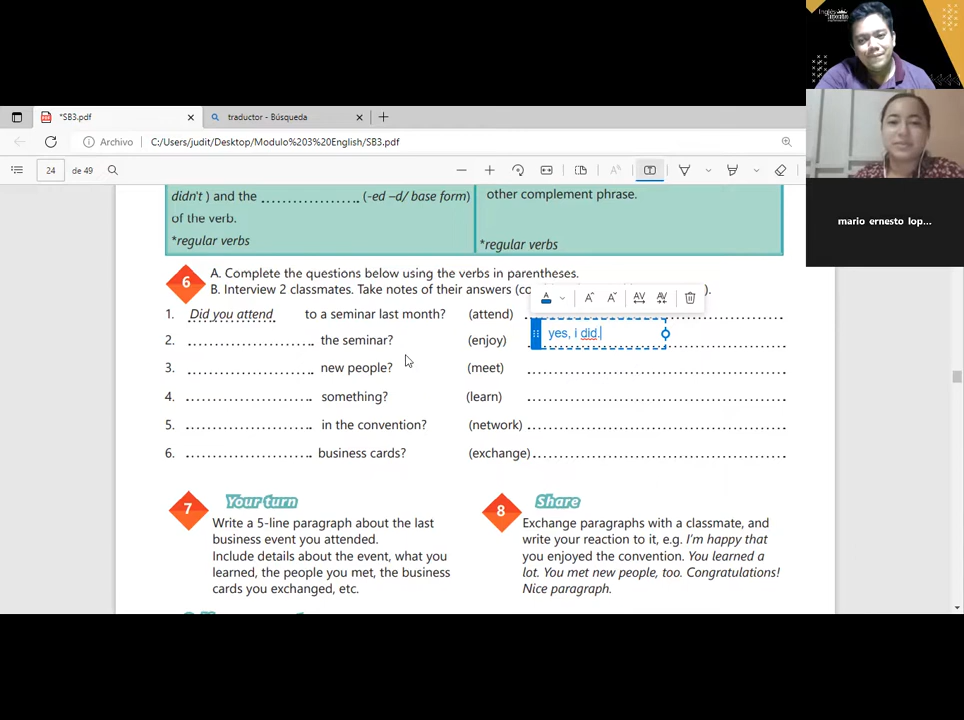 Inglés
*SB3.pdf
traductor - Búsqueda
Archivo C:/Users/judit/Desktop/Modulo%203%20English/SB3.pdf
24 de 49
didn't ) and the .................... (-ed –d/ base form)
of the verb.
*regular verbs
other complement phrase.
*regular verbs
6
A. Complete the questions below using the verbs in parentheses.
B. Interview 2 classmates. Take notes of their answers (co ).
1. Did you attend to a seminar last month? (attend)
yes, i did.
2. the seminar? (enjoy)
3. new people? (meet)
4. something? (learn)
5. in the convention? (network)
6. business cards? (exchange)
7 Your turn
Write a 5-line paragraph about the last
business event you attended.
Include details about the event, what you
learned, the people you met, the business
cards you exchanged, etc.
8 Share
Exchange paragraphs with a classmate, and
write your reaction to it, e.g. I'm happy that
you enjoyed the convention. You learned a
lot. You met new people, too. Congratulations!
Nice paragraph.
mario ernesto lop...